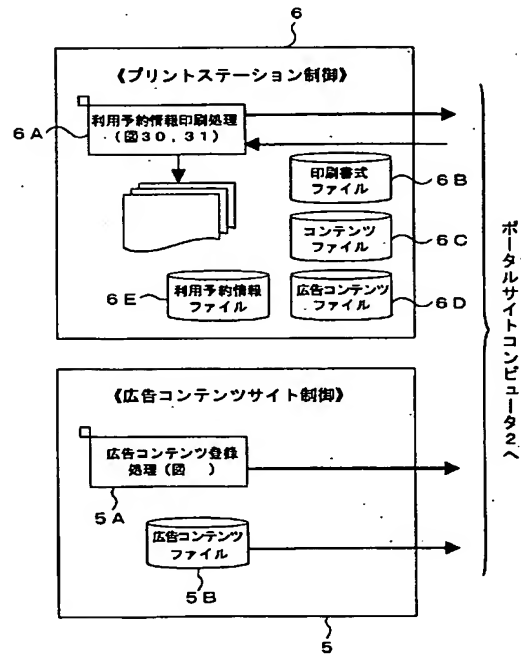 6
《プリントステーション制御》
6A
利用予約情報印刷処理
(図30,31)
印刷書式
ファイル
6B
コンテンツ
ファイル
6C
利用予約情報
ファイル
6E
広告コンテンツ
ファイル
6D
ポータルサイトコンピュータ2へ
《広告コンテンツサイト制御》
広告コンテンツ登録
処理(図　)
5A
広告コンテンツ
ファイル
5B
5